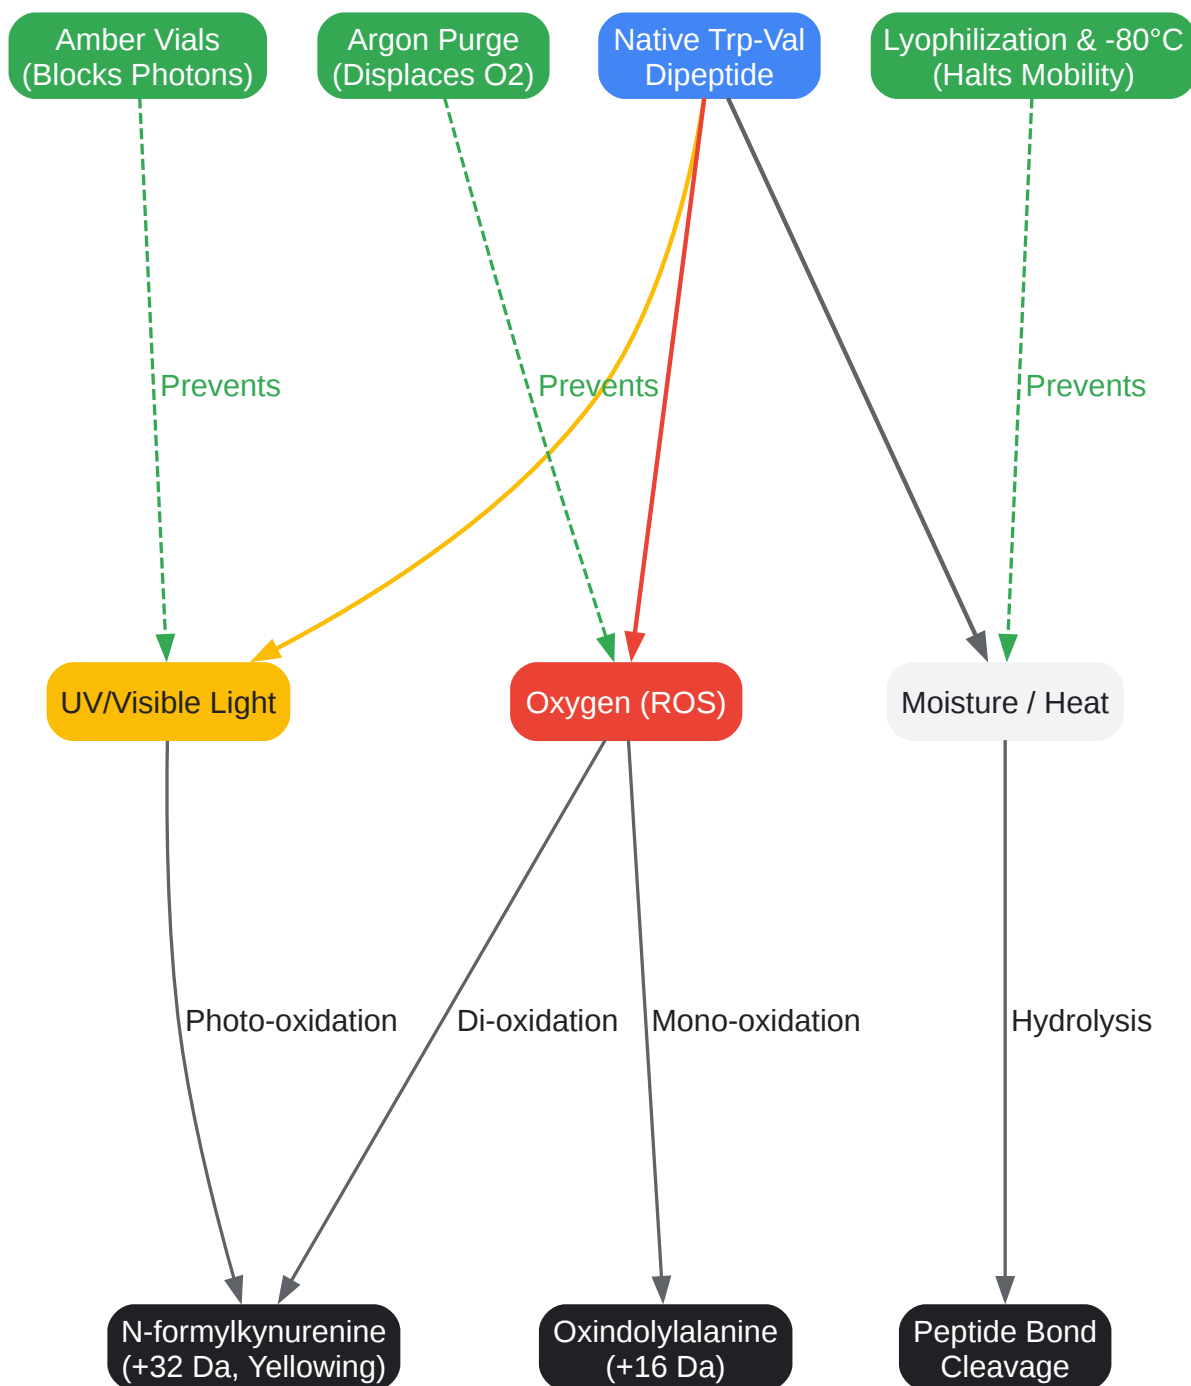 Amber Vials
(Blocks Photons)
Argon Purge
(Displaces O2)
Native Trp-Val
Dipeptide
Lyophilization & -80°C
(Halts Mobility)
Prevents
Prevents
Prevents
UV/Visible Light
Oxygen (ROS)
Moisture / Heat
Photo-oxidation
Di-oxidation
Mono-oxidation
Hydrolysis
N-formylkynurenine
(+32 Da, Yellowing)
Oxindolylalanine
(+16 Da)
Peptide Bond
Cleavage